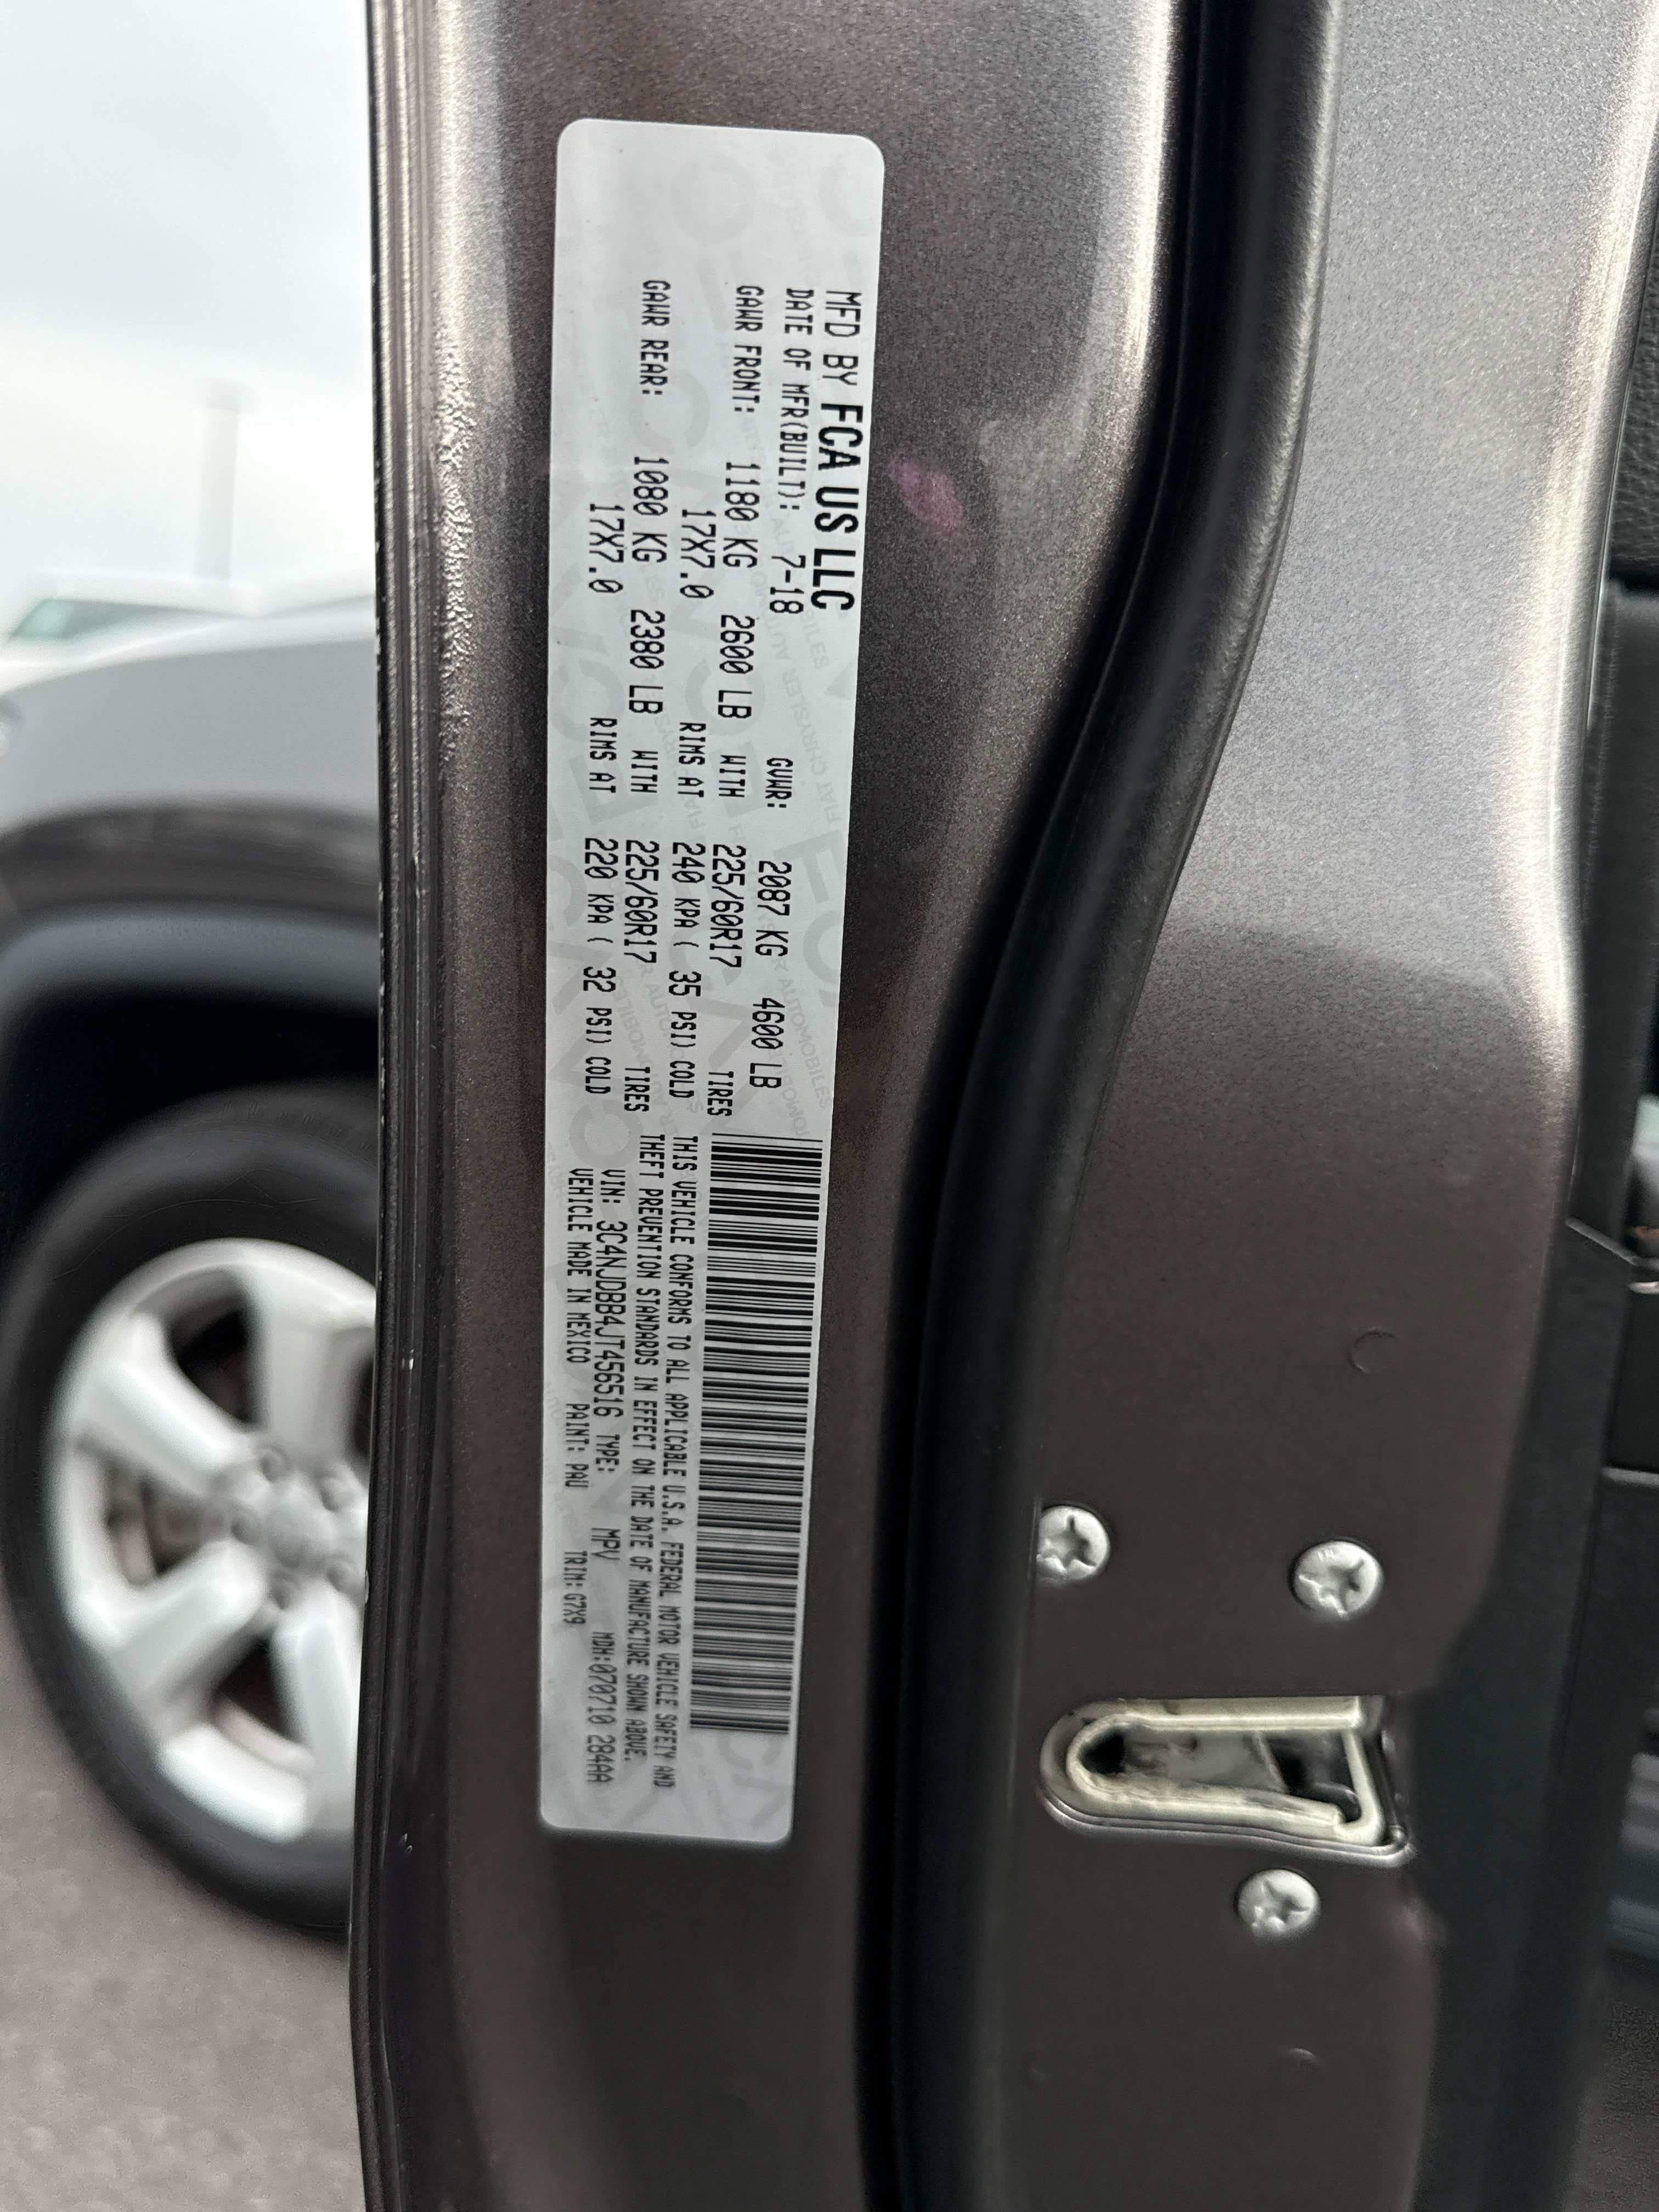 MFD BY FCA US LLC
DATE OF MFR(BUILT): 7-18 GVWR: 2087 KG 4600 LB
GAWR FRONT: 1180 KG 2600 LB WITH 225/60R17 TIRES
17X7.0 RIMS AT 240 KPA ( 35 PSI) COLD
GAWR REAR: 1080 KG 2380 LB WITH 225/60R17 TIRES
17X7.0 RIMS AT 220 KPA ( 32 PSI) COLD
THIS VEHICLE CONFORMS TO ALL APPLICABLE U.S.A. FEDERAL MOTOR VEHICLE SAFETY AND
THEFT PREVENTION STANDARDS IN EFFECT ON THE DATE OF MANUFACTURE SHOWN ABOVE.
VIN: 3C4NJDBB4JT456516 TYPE: MPV MDH:070710 284AA
VEHICLE MADE IN MEXICO PAINT: PAU TRIM: G7X9